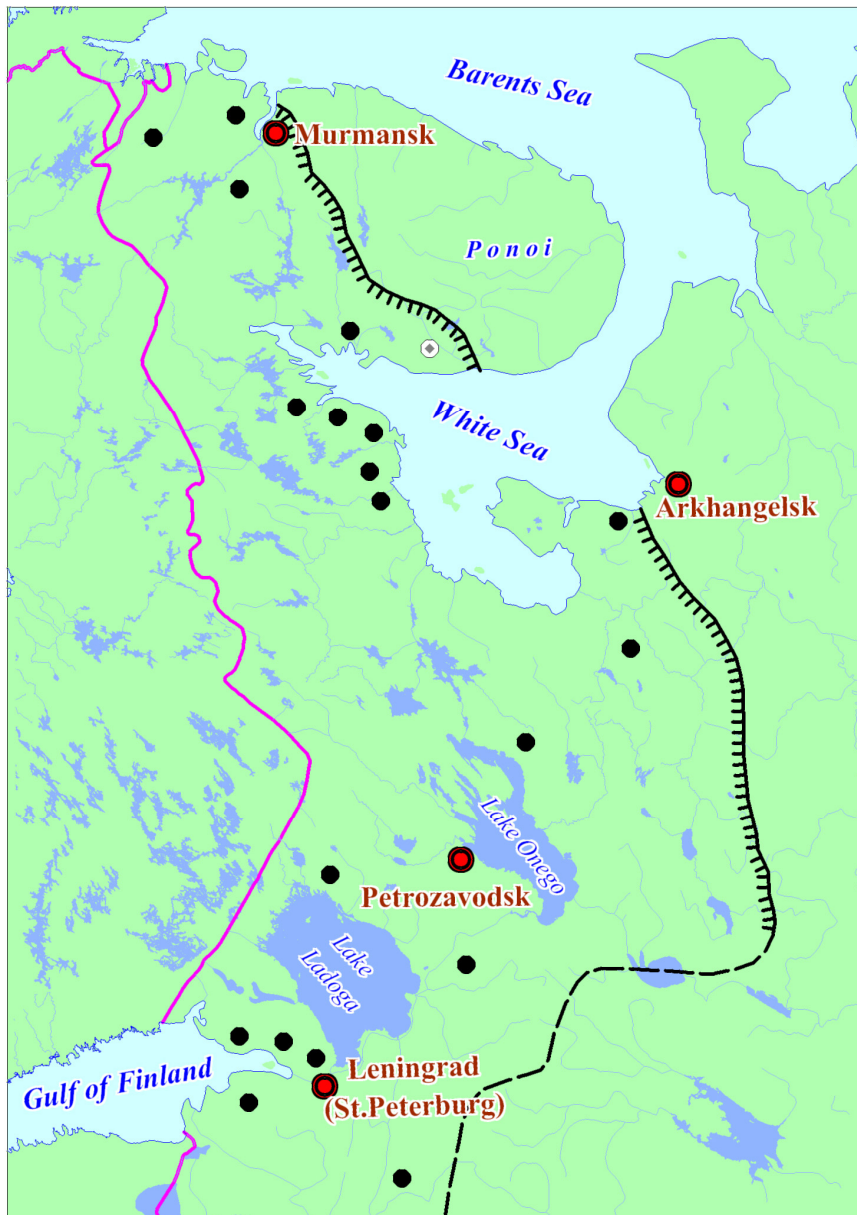 Barents Sea
Murmansk
Ponoi
White Sea
Arkhangelsk
Lake Onego
Petrozavodsk
Lake
Ladoga
Gulf of Finland
Leningrad
(St.Peterburg)